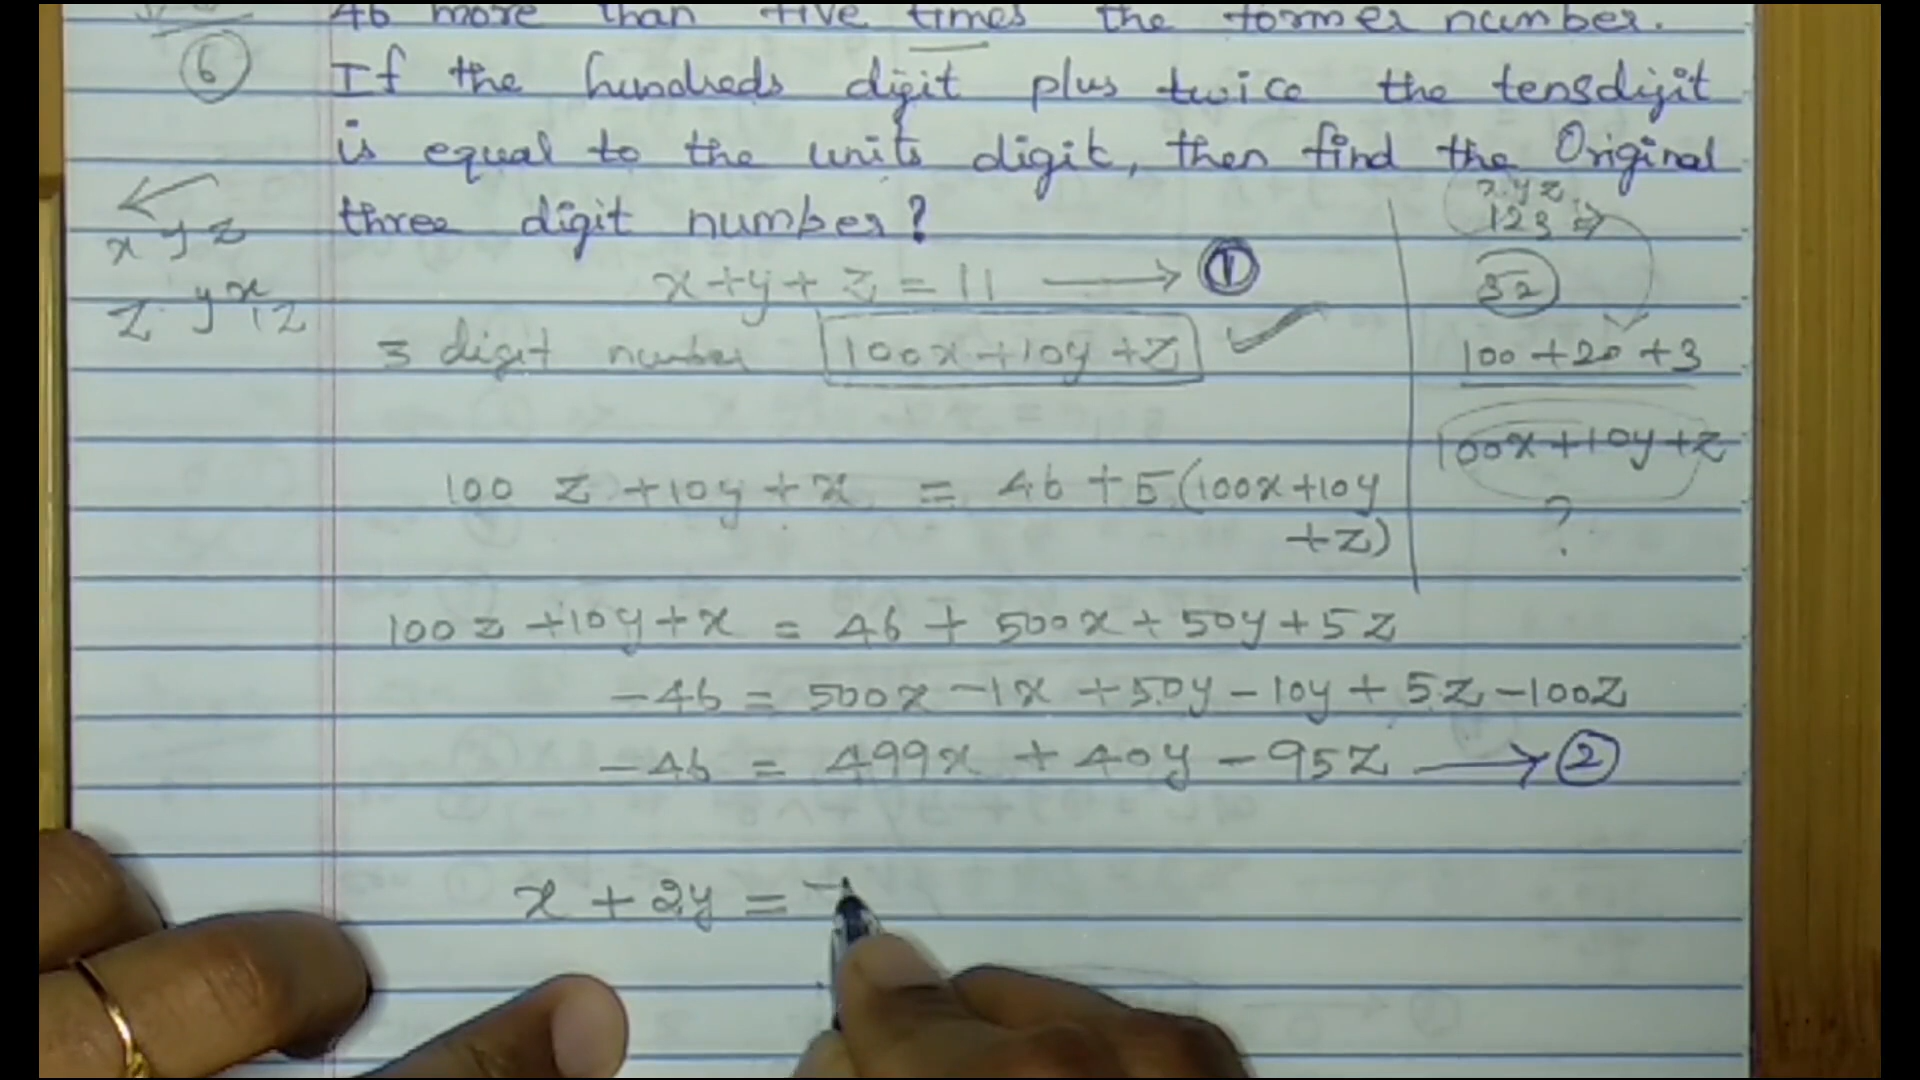 46 more than five times the former number.
6 If the hundreds digit plus twice the tensdigit
is equal to the units digit, then find the Original
three digit number?
x y z
z y x
x+y+z = 11 → 1
3 digit number 100x+10y+z ✓
100 z +10y+x = 46+5(100x+10y
+z)
100z+10y+x = 46 + 500x+50y+5z
-46 = 500x-1x+50y-10y+5z-100z
-46 = 499x+40y-95z → 2
x+2y =
x y z
123
32
100+20+3
100x+10y+z
?